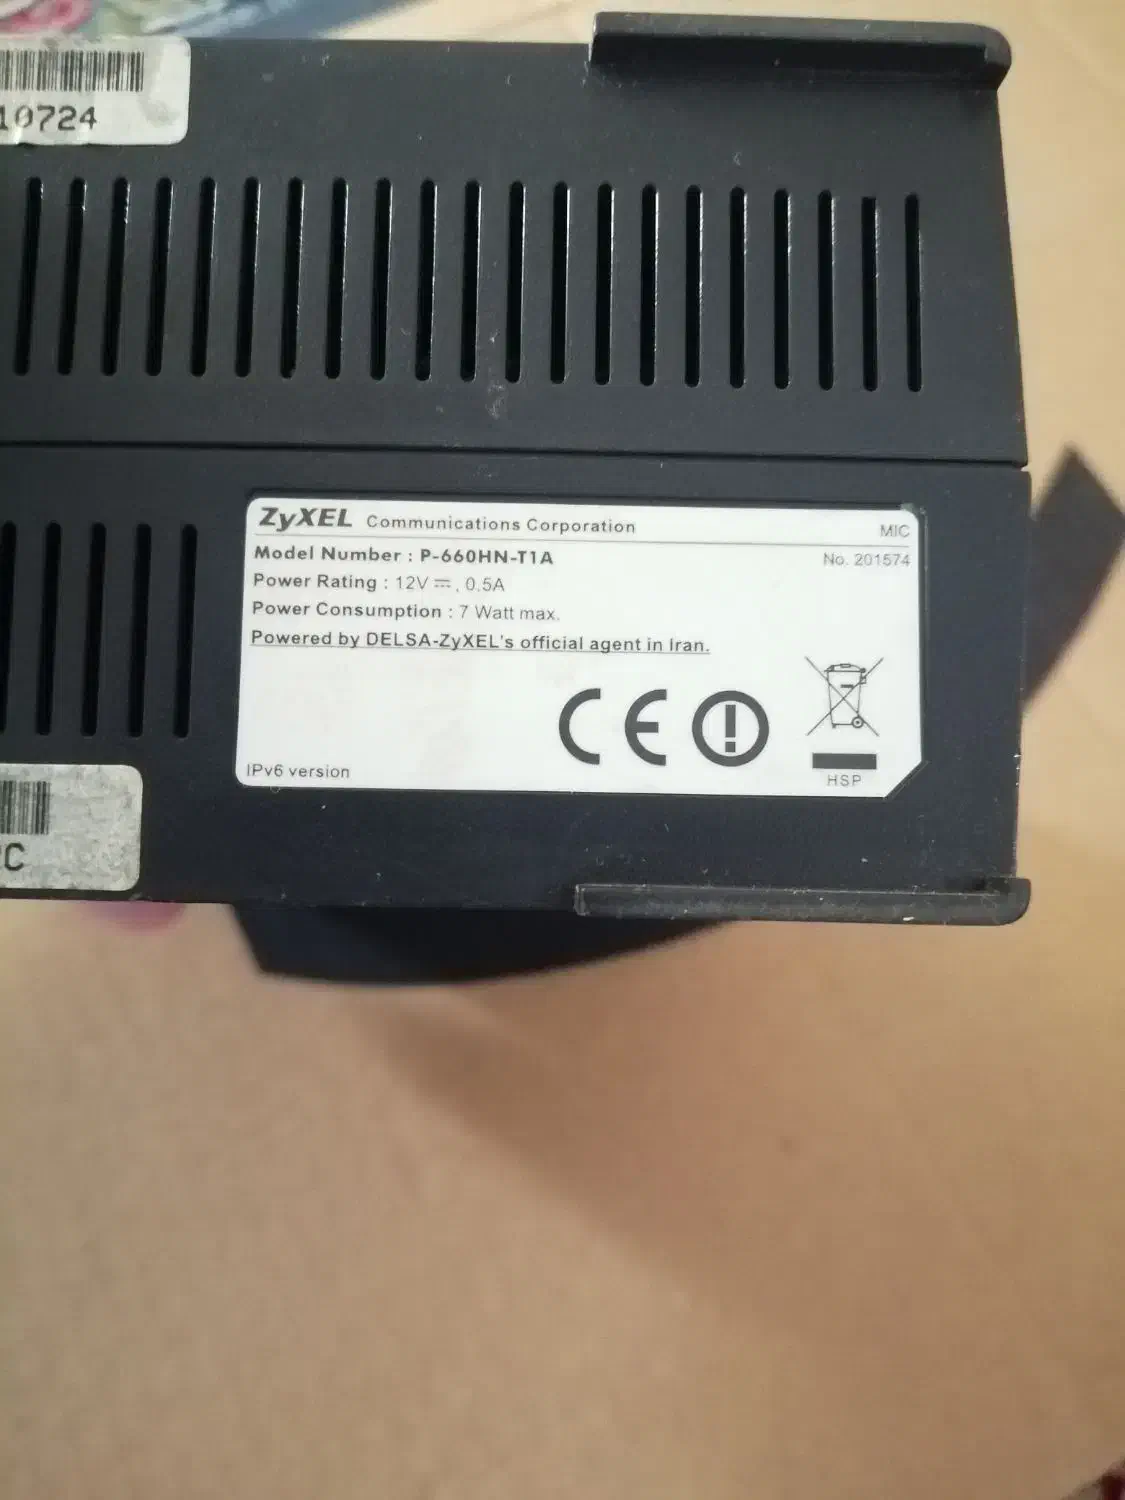 10724
ZyXEL Communications Corporation
MIC
Model Number : P-660HN-T1A
No. 201574
Power Rating : 12V ⎓, 0.5A
Power Consumption : 7 Watt max.
Powered by DELSA-ZyXEL's official agent in Iran.
CE
IPv6 version
HSP
C